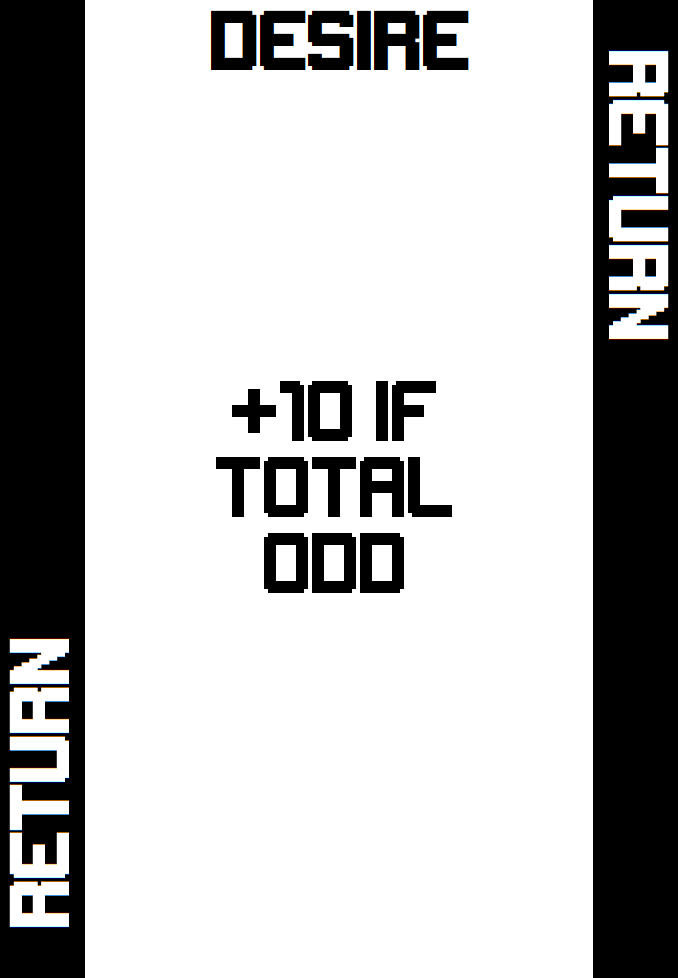 DESIRE
RETURN
+10 IF
TOTAL
ODD
RETURN